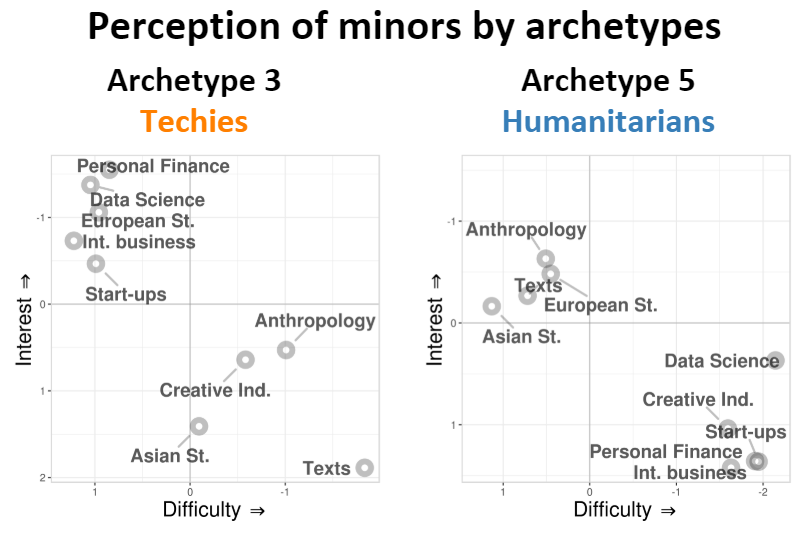 Perception of minors by archetypes
Archetype 3
Techies
Personal Finance
Data Science
European St.
Int. business
Start-ups
Anthropology
Creative Ind.
Asian St.
Texts
-1
0
1
2
1
0
-1
Interest ⇒
Difficulty ⇒
Archetype 5
Humanitarians
Anthropology
Texts
European St.
Asian St.
Data Science
Creative Ind.
Start-ups
Personal Finance
Int. business
-1
0
1
1
0
-1
-2
Interest ⇒
Difficulty ⇒